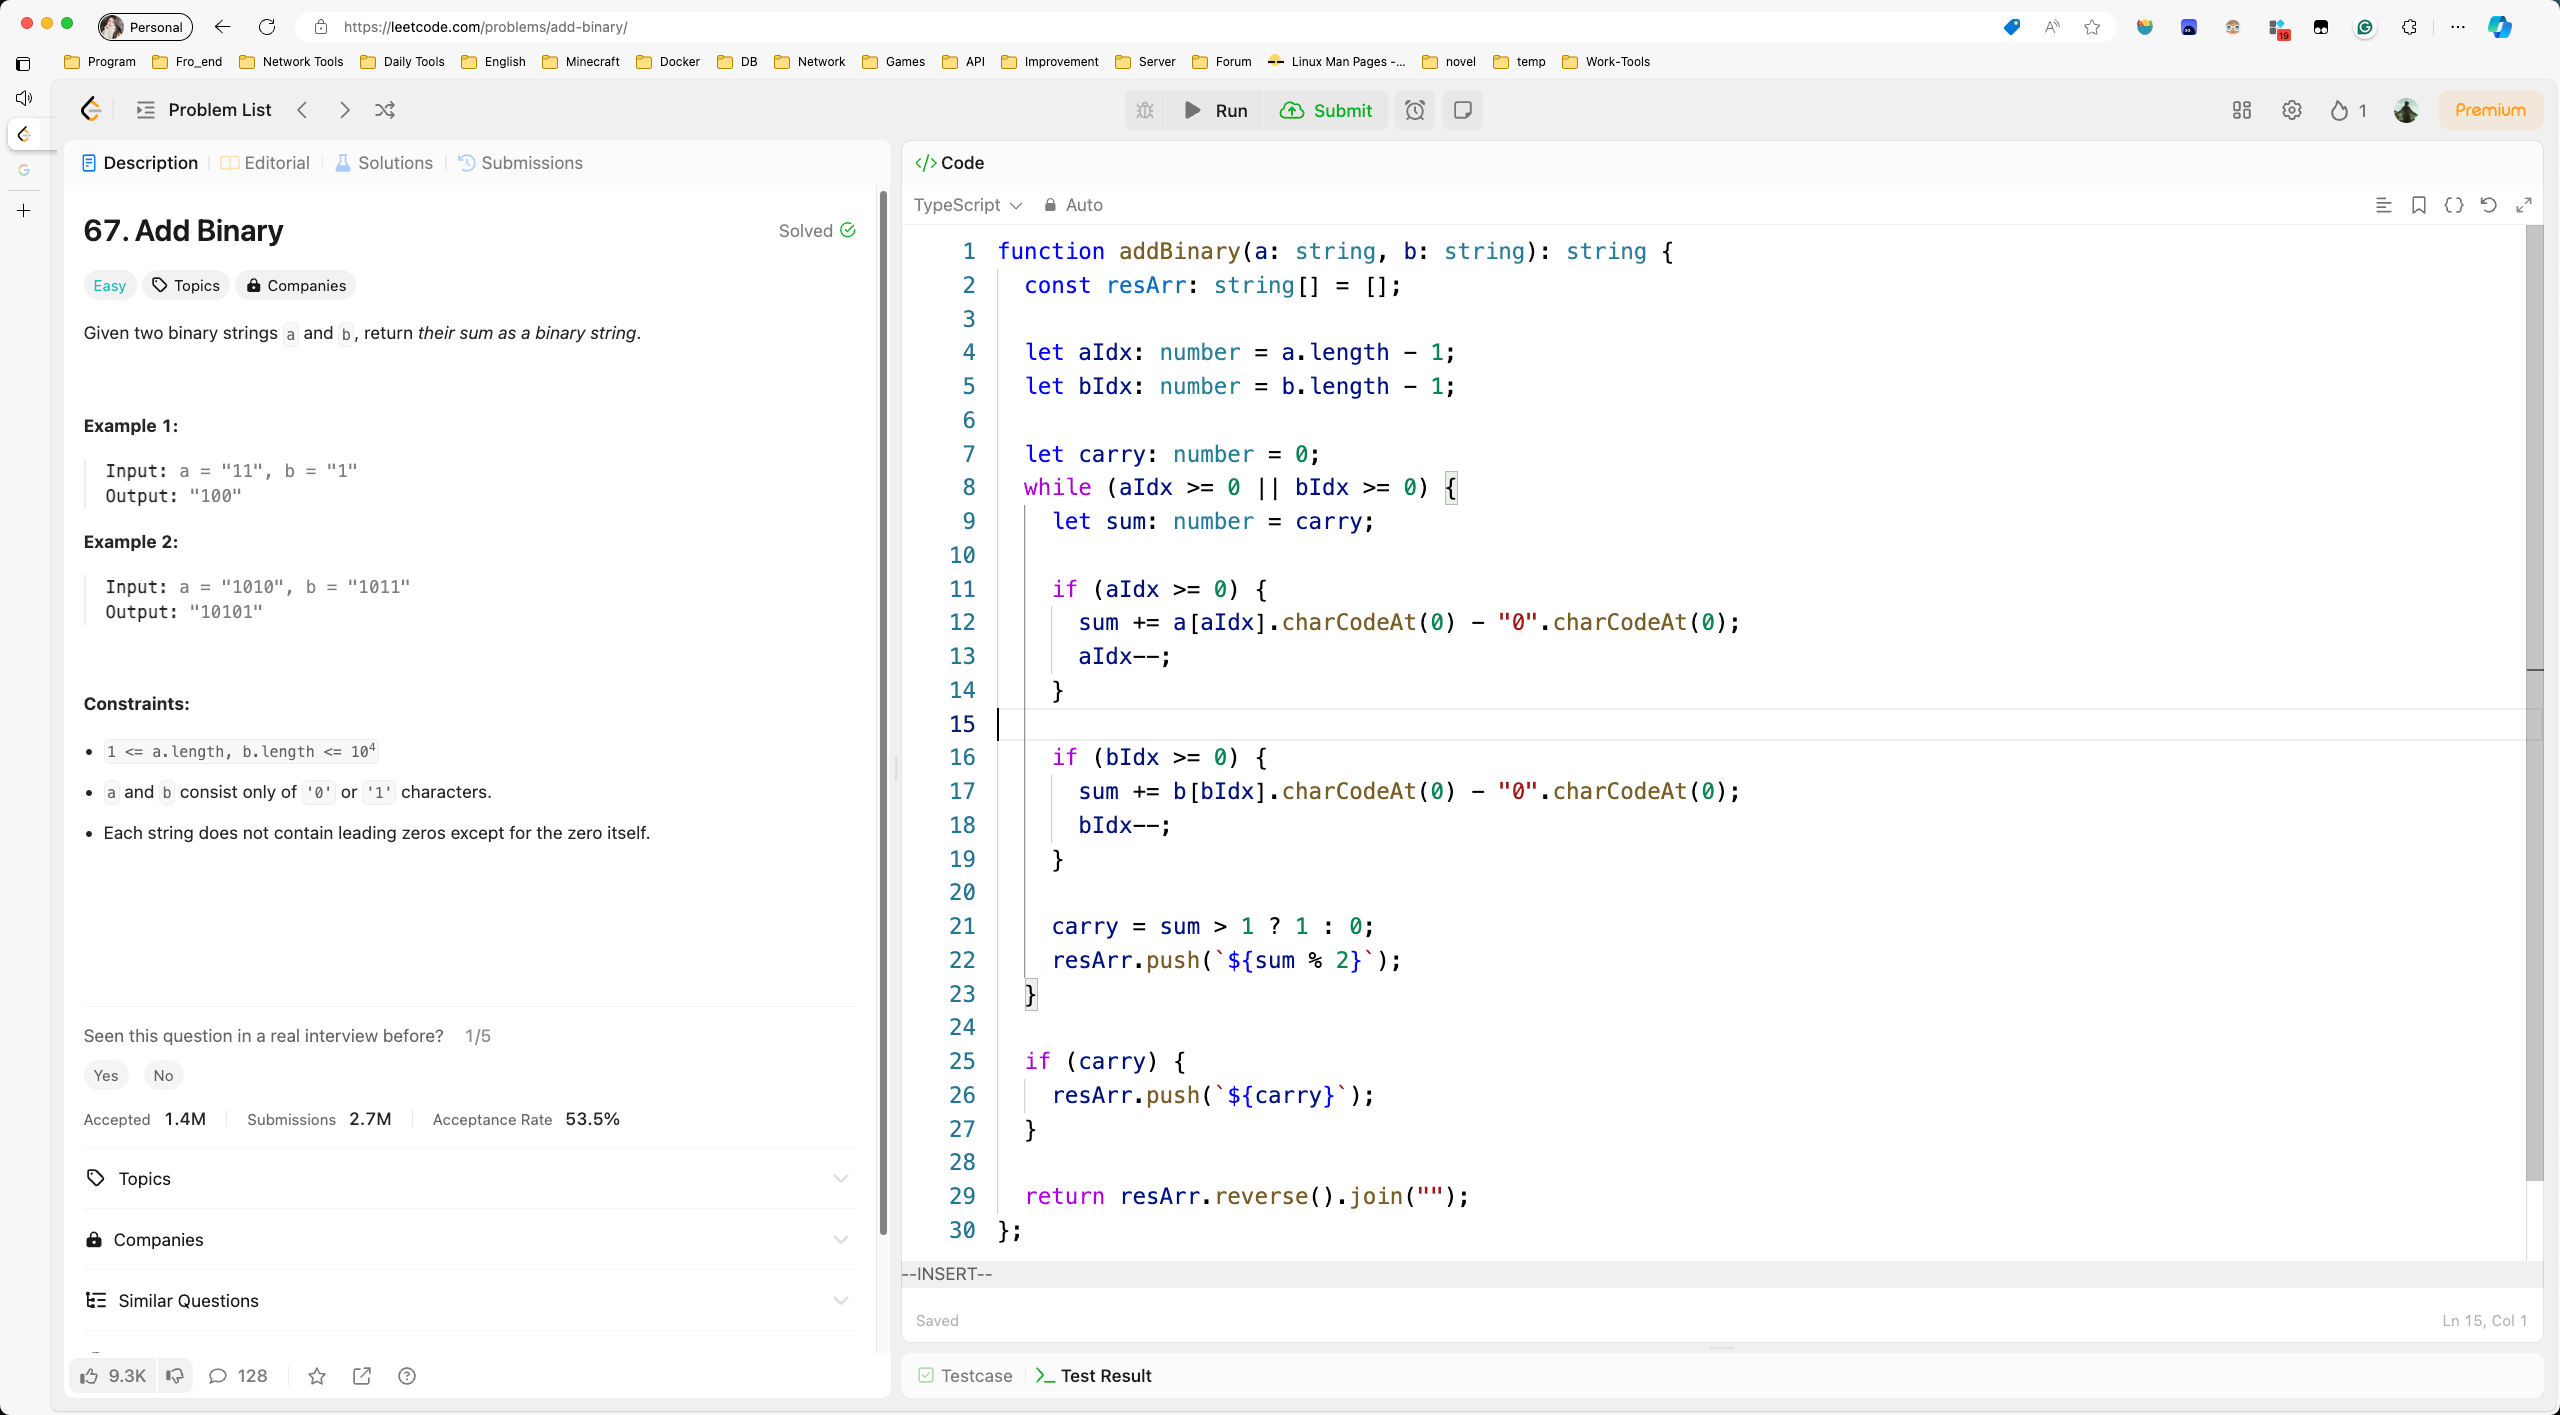 Personal
https://leetcode.com/problems/add-binary/
19
Program Fro_end Network Tools Daily Tools English Minecraft Docker DB Network Games API Improvement Server Forum Linux Man Pages -... novel temp Work-Tools
Problem List
Run
Submit
1
Premium
Description Editorial Solutions Submissions
67. Add Binary
Solved
Easy Topics Companies
Given two binary strings a and b, return their sum as a binary string.
Example 1:
Input: a = "11", b = "1"
Output: "100"
Example 2:
Input: a = "1010", b = "1011"
Output: "10101"
Constraints:
• 1 <= a.length, b.length <= 10⁴
• a and b consist only of '0' or '1' characters.
• Each string does not contain leading zeros except for the zero itself.
Seen this question in a real interview before? 1/5
Yes No
Accepted 1.4M Submissions 2.7M Acceptance Rate 53.5%
Topics
Companies
Similar Questions
9.3K 128
</> Code
TypeScript Auto
1 function addBinary(a: string, b: string): string {
2 const resArr: string[] = [];
3
4 let aIdx: number = a.length - 1;
5 let bIdx: number = b.length - 1;
6
7 let carry: number = 0;
8 while (aIdx >= 0 || bIdx >= 0) {
9 let sum: number = carry;
10
11 if (aIdx >= 0) {
12 sum += a[aIdx].charCodeAt(0) - "0".charCodeAt(0);
13 aIdx--;
14 }
15
16 if (bIdx >= 0) {
17 sum += b[bIdx].charCodeAt(0) - "0".charCodeAt(0);
18 bIdx--;
19 }
20
21 carry = sum > 1 ? 1 : 0;
22 resArr.push(`${sum % 2}`);
23 }
24
25 if (carry) {
26 resArr.push(`${carry}`);
27 }
28
29 return resArr.reverse().join("");
30 };
--INSERT--
Saved
Ln 15, Col 1
Testcase Test Result